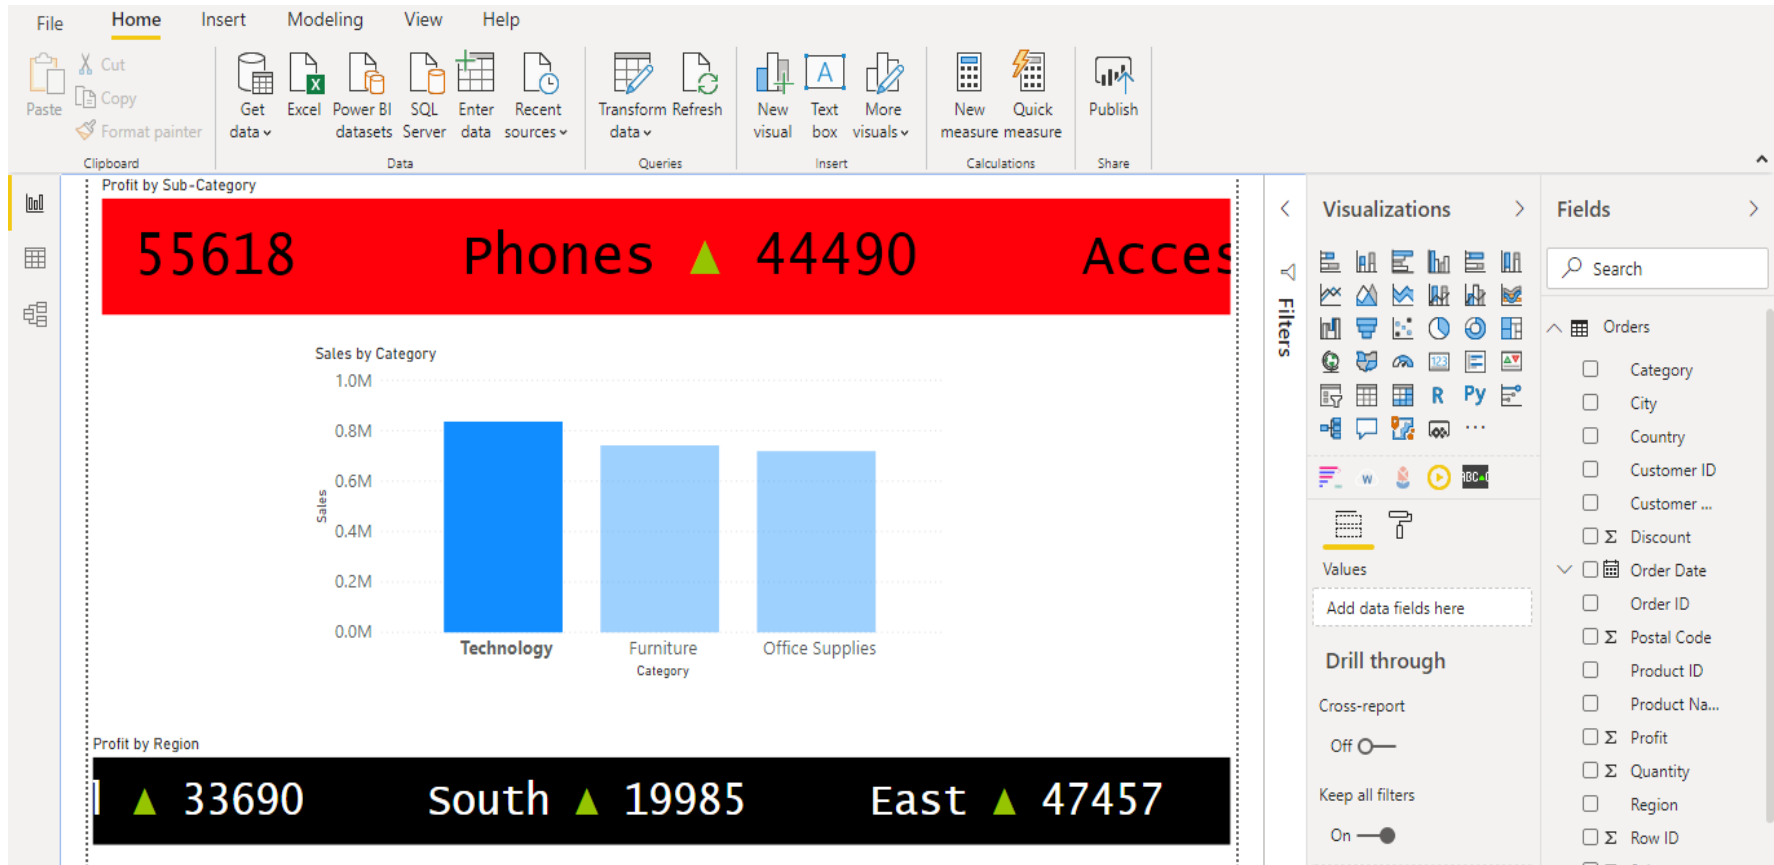 File Home Insert Modeling View Help
Paste
Cut
Copy
Format painter
Clipboard
Get data
Excel
Power BI datasets
SQL Server
Enter data
Recent sources
Data
Transform data
Refresh
Queries
New visual
Text box
More visuals
Insert
New measure
Quick measure
Calculations
Publish
Share
Profit by Sub-Category
55618 Phones ▲ 44490 Acces
Sales by Category
1.0M
0.8M
0.6M
0.4M
0.2M
0.0M
Sales
Technology Furniture Office Supplies
Category
Profit by Region
▲ 33690 South ▲ 19985 East ▲ 47457
Filters
Visualizations
123
R Py
W
Values
Add data fields here
Drill through
Cross-report
Off
Keep all filters
On
Fields
Search
Orders
Category
City
Country
Customer ID
Customer ...
Σ Discount
Order Date
Order ID
Σ Postal Code
Product ID
Product Na...
Σ Profit
Σ Quantity
Region
Σ Row ID